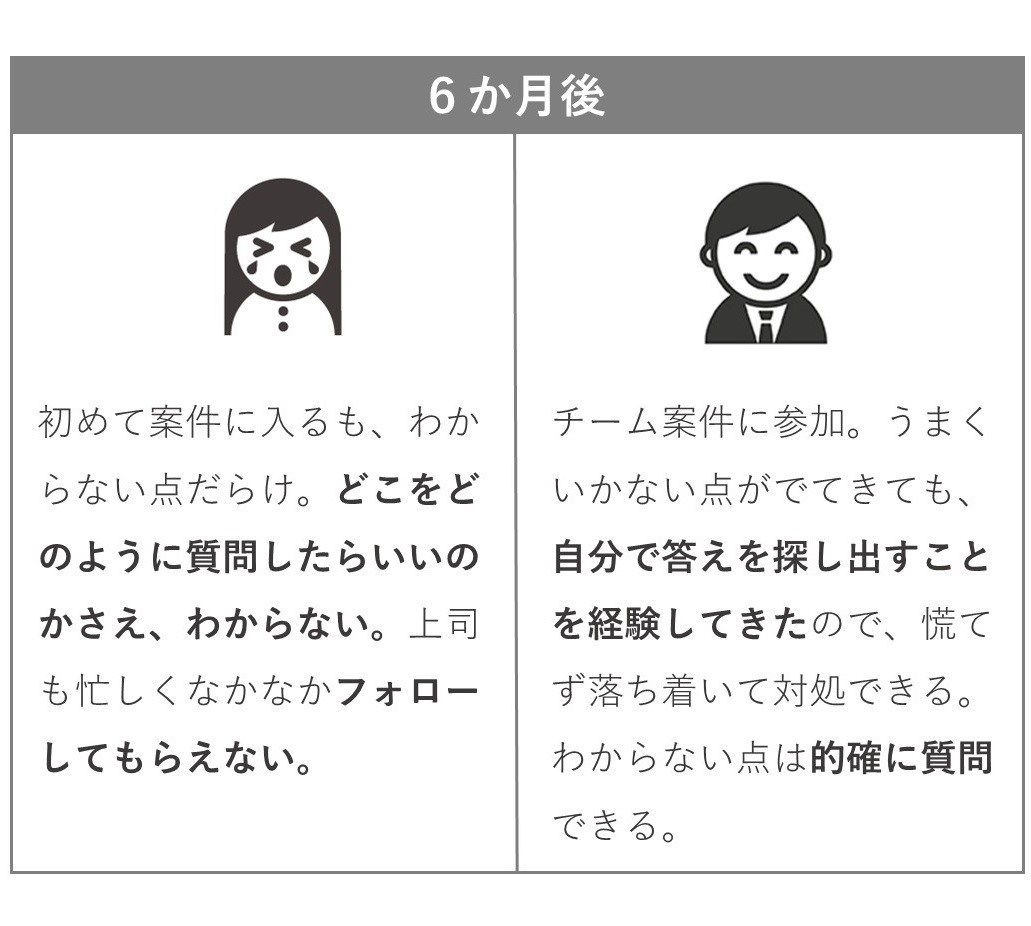 6か月後
初めて案件に入るも、わか
らない点だらけ。どこをど
のように質問したらいいの
かさえ、わからない。上司
も忙しくなかなかフォロー
してもらえない。
チーム案件に参加。うまく
いかない点がでてきても、
自分で答えを探し出すこと
を経験してきたので、慌て
ず落ち着いて対処できる。
わからない点は的確に質問
できる。